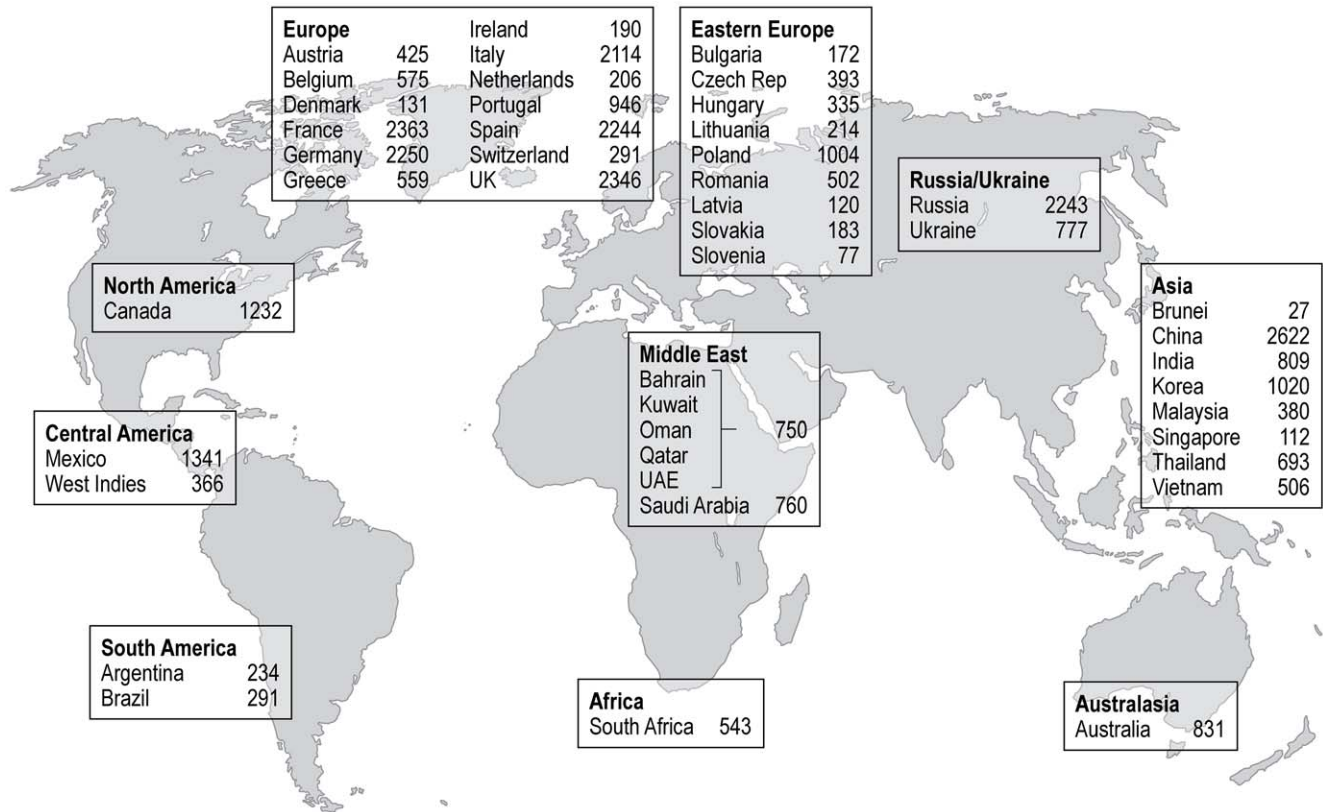 Europe
Austria 425
Belgium 575
Denmark 131
France 2363
Germany 2250
Greece 559
Ireland 190
Italy 2114
Netherlands 206
Portugal 946
Spain 2244
Switzerland 291
UK 2346
Eastern Europe
Bulgaria 172
Czech Rep 393
Hungary 335
Lithuania 214
Poland 1004
Romania 502
Latvia 120
Slovakia 183
Slovenia 77
Russia/Ukraine
Russia 2243
Ukraine 777
North America
Canada 1232
Asia
Brunei 27
China 2622
India 809
Korea 1020
Malaysia 380
Singapore 112
Thailand 693
Vietnam 506
Middle East
Bahrain
Kuwait
Oman 750
Qatar
UAE
Saudi Arabia 760
Central America
Mexico 1341
West Indies 366
South America
Argentina 234
Brazil 291
Africa
South Africa 543
Australasia
Australia 831